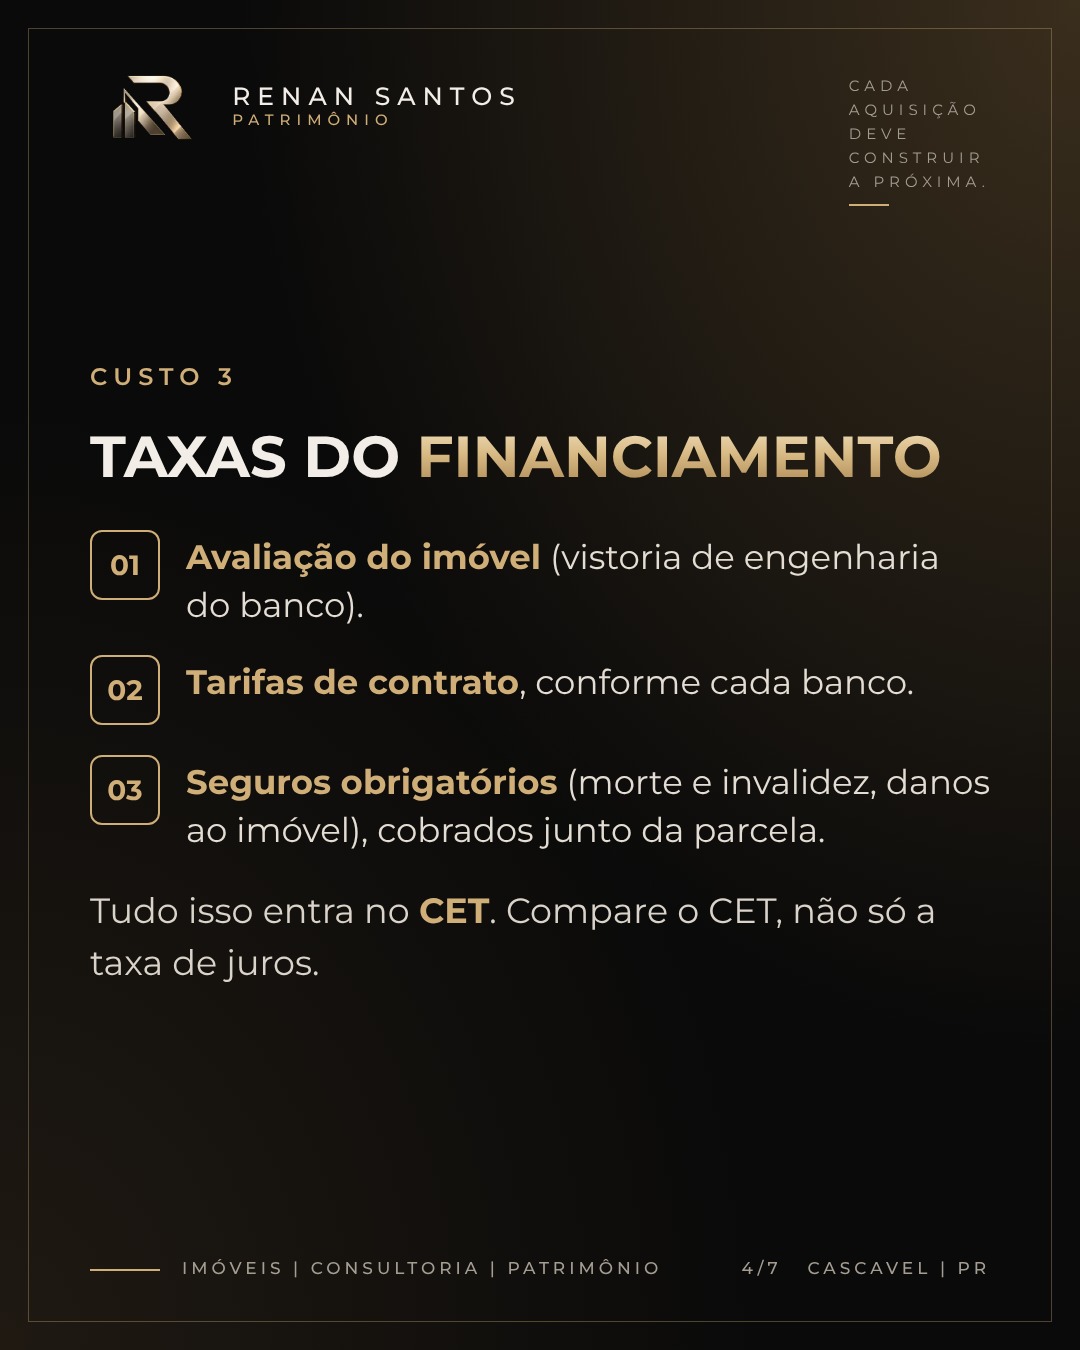 RENAN SANTOS
PATRIMÔNIO
CADA
AQUISIÇÃO
DEVE
CONSTRUIR
A PRÓXIMA.
CUSTO 3
TAXAS DO FINANCIAMENTO
01
Avaliação do imóvel (vistoria de engenharia
do banco).
02
Tarifas de contrato, conforme cada banco.
03
Seguros obrigatórios (morte e invalidez, danos
ao imóvel), cobrados junto da parcela.
Tudo isso entra no CET. Compare o CET, não só a
taxa de juros.
IMÓVEIS | CONSULTORIA | PATRIMÔNIO
4/7 CASCAVEL | PR